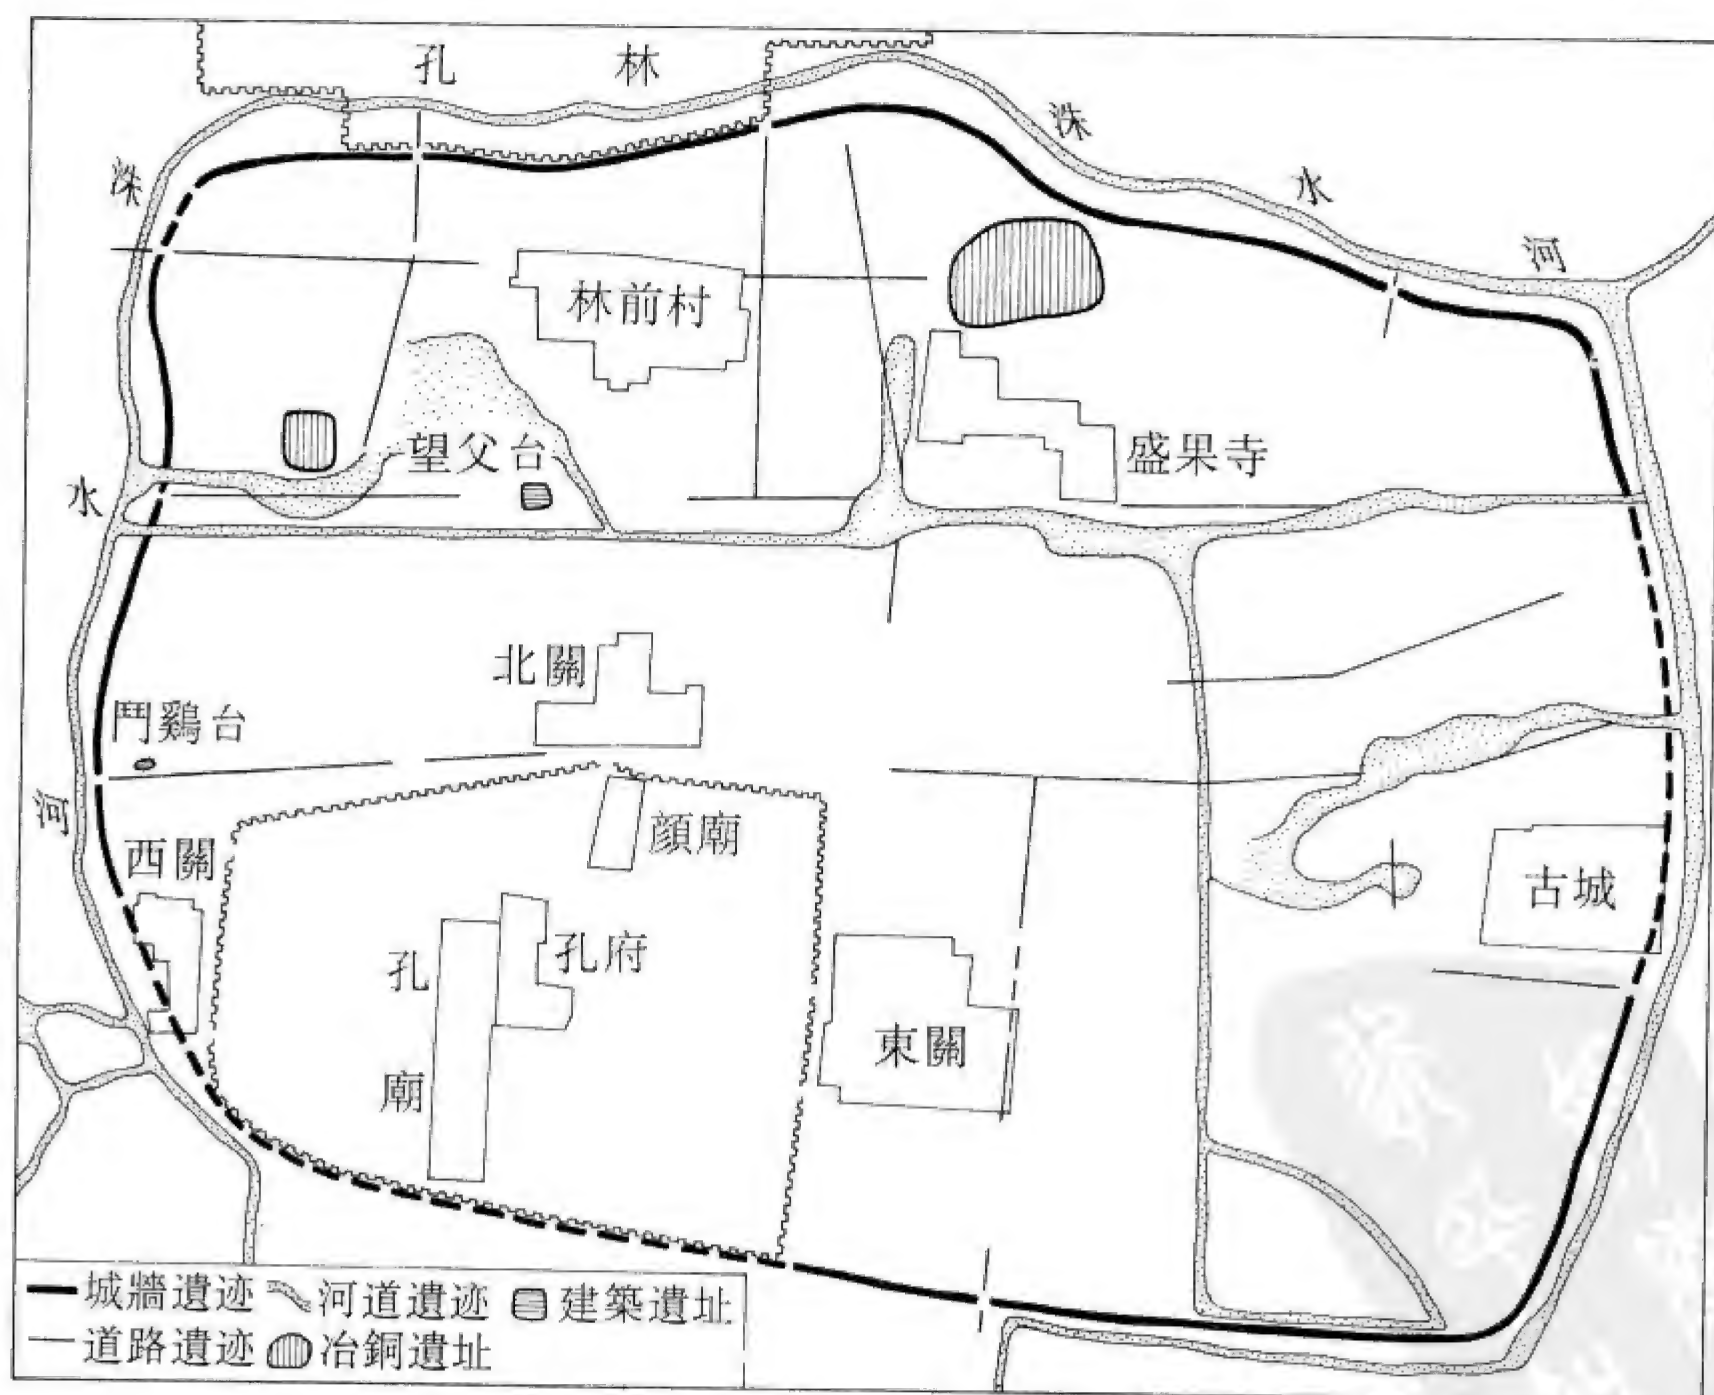 孔林
洙水河
洙水河
林前村
望父台
盛果寺
北關
鬥鷄台
西關
顏廟
孔府
孔廟
東關
古城
城牆遺迹
河道遺迹
建築遺址
道路遺迹
冶銅遺址